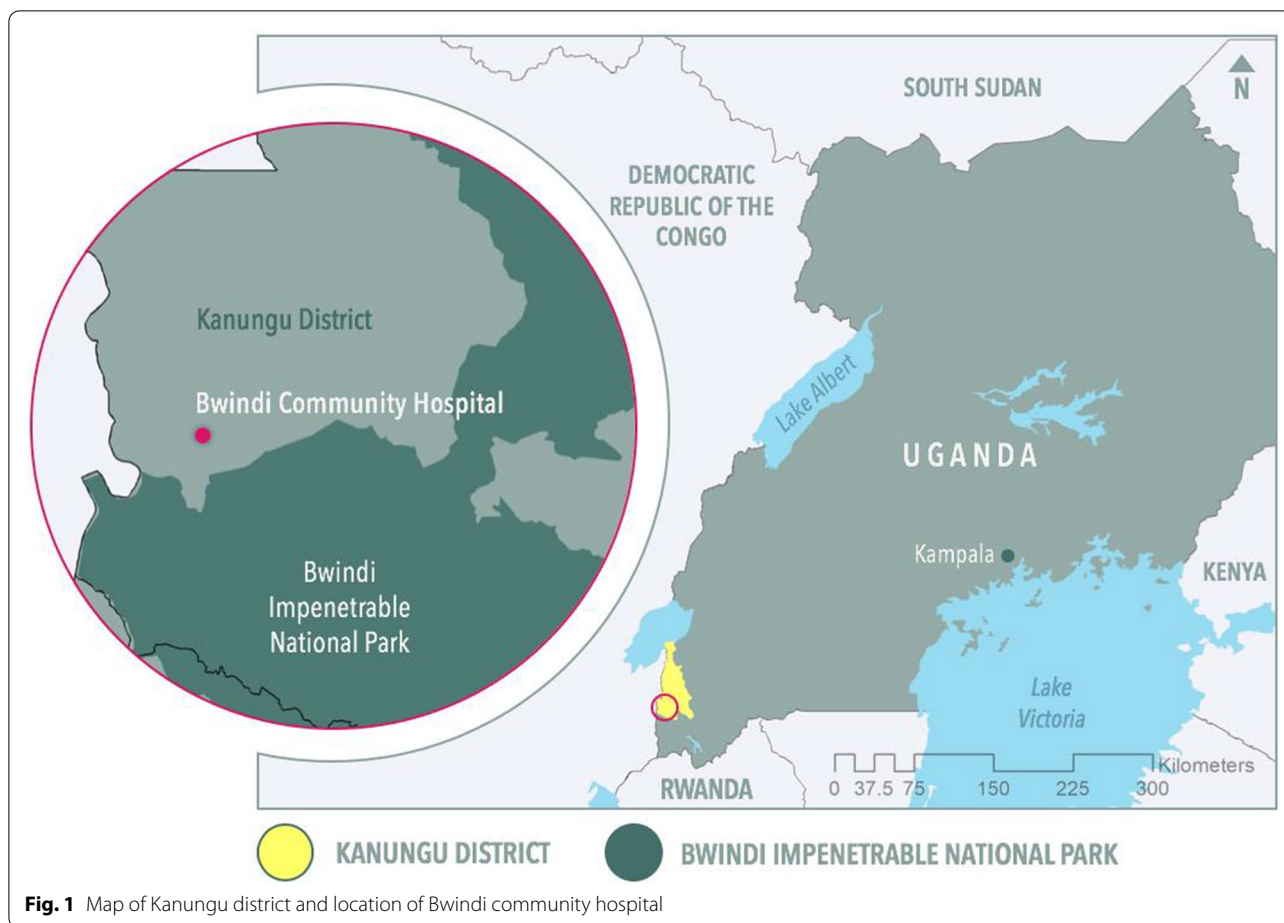 SOUTH SUDAN
N
DEMOCRATIC
REPUBLIC OF THE
CONGO
Kanungu District
Bwindi Community Hospital
Lake Albert
UGANDA
Kampala
KENYA
Bwindi
Impenetrable
National Park
Lake
Victoria
RWANDA
Kilometers
0 37.5 75 150 225 300
KANUNGU DISTRICT
BWINDI IMPENETRABLE NATIONAL PARK
Fig. 1 Map of Kanungu district and location of Bwindi community hospital